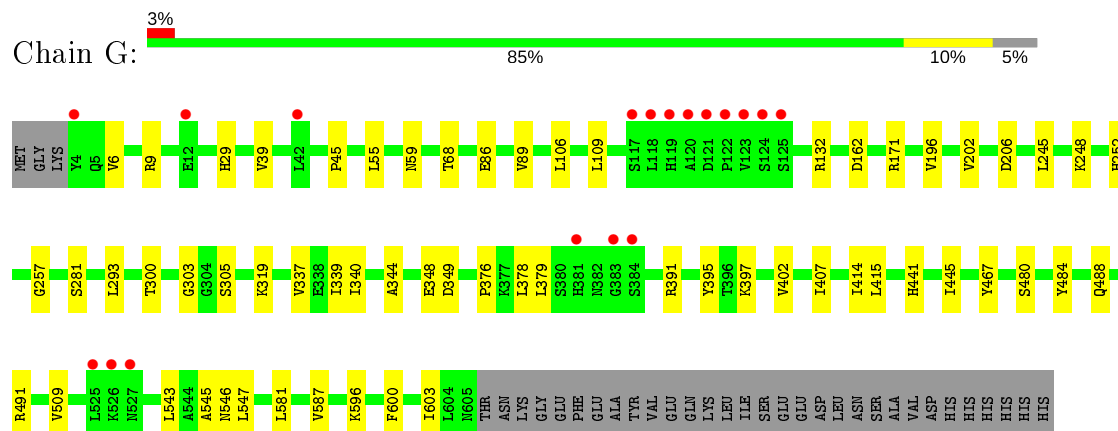 3%
Chain G:
85% 10% 5%
MET GLY LYS Y4 Q5 V6 R9 E12 H29 V39 L42 P45 L55 N59 T68 E86 V89 L106 L109 S117 L118 H119 A120 D121 P122 V123 S124 S125 R132 D162 R171 V196 V202 D206 L245 K248 H252
G257 S281 L293 T300 G303 G304 S305 K319 V337 E338 I339 I340 A344 E348 D349 P376 K377 L378 L379 S380 H381 N382 G383 S384 R391 Y395 T396 K397 V402 I407 I414 L415 H441 I445 Y467 S480 Y484 Q488
R491 V509 L525 K526 N527 L543 A544 A545 N546 L547 L581 V587 K596 F600 I603 L604 N605 THR ASN LYS GLY GLU PHE GLU ALA TYR VAL GLU GLN LYS LEU ILE SER GLU GLU ASP LEU ASN SER ALA VAL ASP HIS HIS HIS HIS HIS HIS